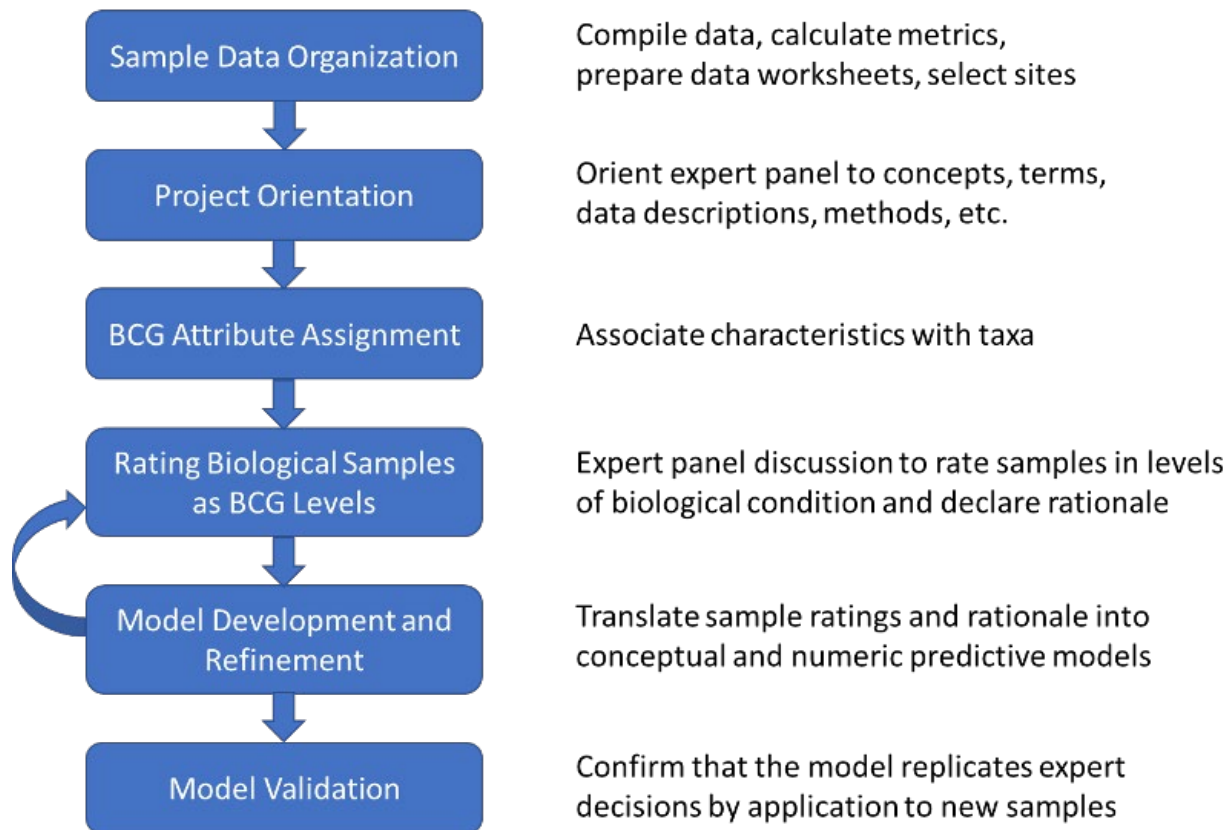 Sample Data Organization
Compile data, calculate metrics,
prepare data worksheets, select sites
Project Orientation
Orient expert panel to concepts, terms,
data descriptions, methods, etc.
BCG Attribute Assignment
Associate characteristics with taxa
Rating Biological Samples
as BCG Levels
Expert panel discussion to rate samples in levels
of biological condition and declare rationale
Model Development and
Refinement
Translate sample ratings and rationale into
conceptual and numeric predictive models
Model Validation
Confirm that the model replicates expert
decisions by application to new samples